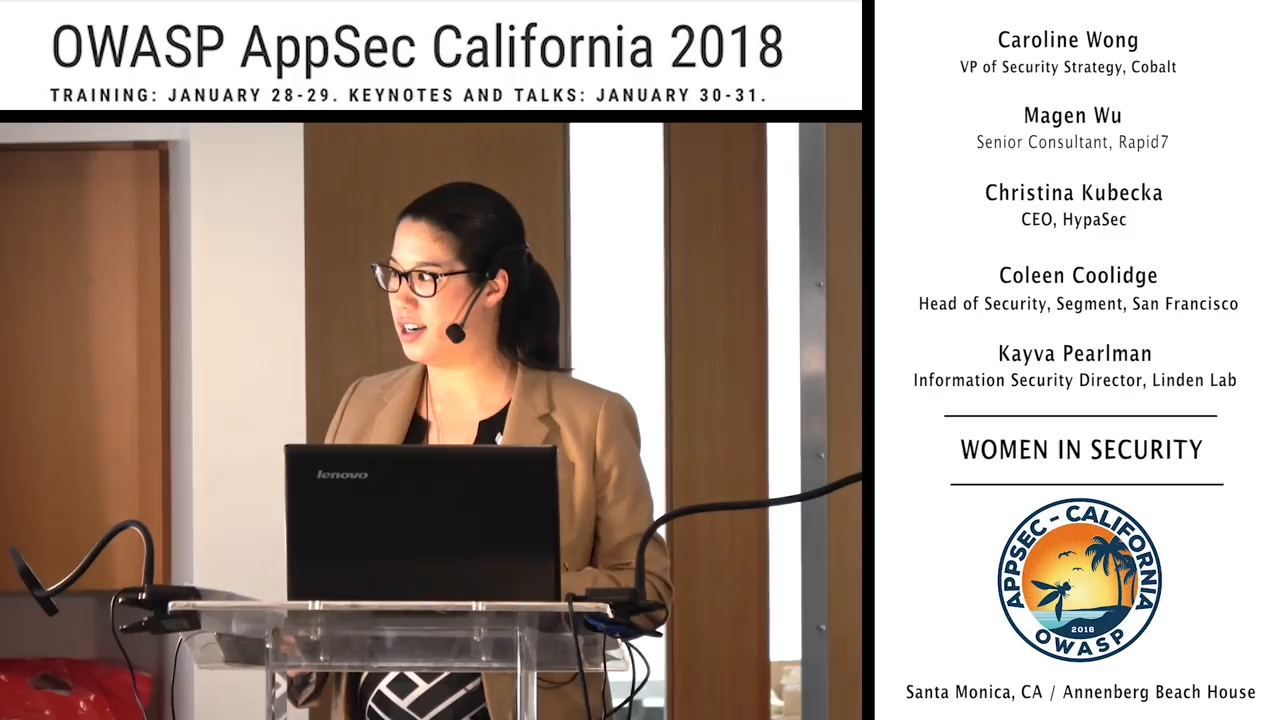 OWASP AppSec California 2018
TRAINING: JANUARY 28-29. KEYNOTES AND TALKS: JANUARY 30-31.
lenovo
Caroline Wong
VP of Security Strategy, Cobalt
Magen Wu
Senior Consultant, Rapid7
Christina Kubecka
CEO, HypaSec
Coleen Coolidge
Head of Security, Segment, San Francisco
Kayva Pearlman
Information Security Director, Linden Lab
WOMEN IN SECURITY
APPSEC - CALIFORNIA
2018
OWASP
Santa Monica, CA / Annenberg Beach House